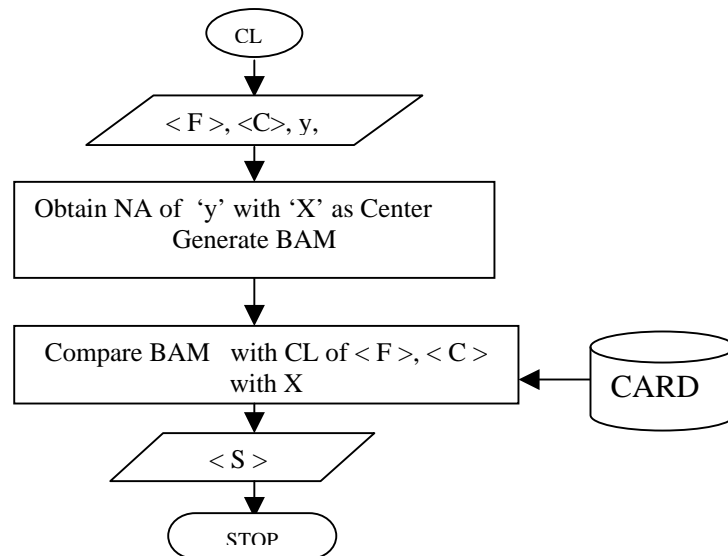 CL
< F >, <C>, y,
Obtain NA of ‘y’ with ‘X’ as Center
Generate BAM
Compare BAM with CL of < F >, < C >
with X
CARD
< S >
STOP